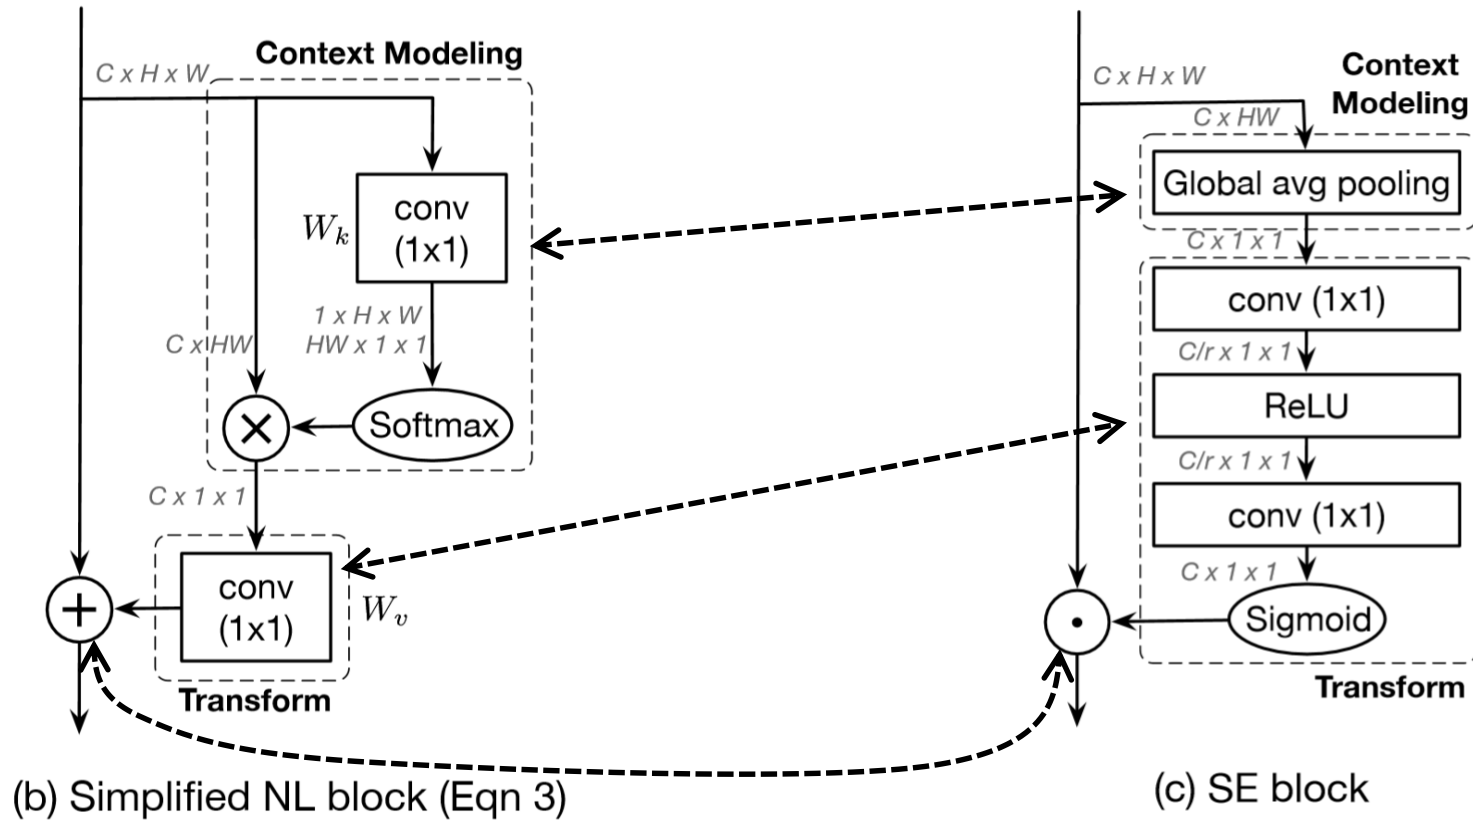 Context Modeling
C x H x W
conv
(1x1)
W_k
1 x H x W
HW x 1 x 1
C x HW
Softmax
C x 1 x 1
conv
(1x1)
W_v
Transform
(b) Simplified NL block (Eqn 3)
C x H x W
Context
Modeling
C x HW
Global avg pooling
C x 1 x 1
conv (1x1)
C/r x 1 x 1
ReLU
C/r x 1 x 1
conv (1x1)
C x 1 x 1
Sigmoid
Transform
(c) SE block